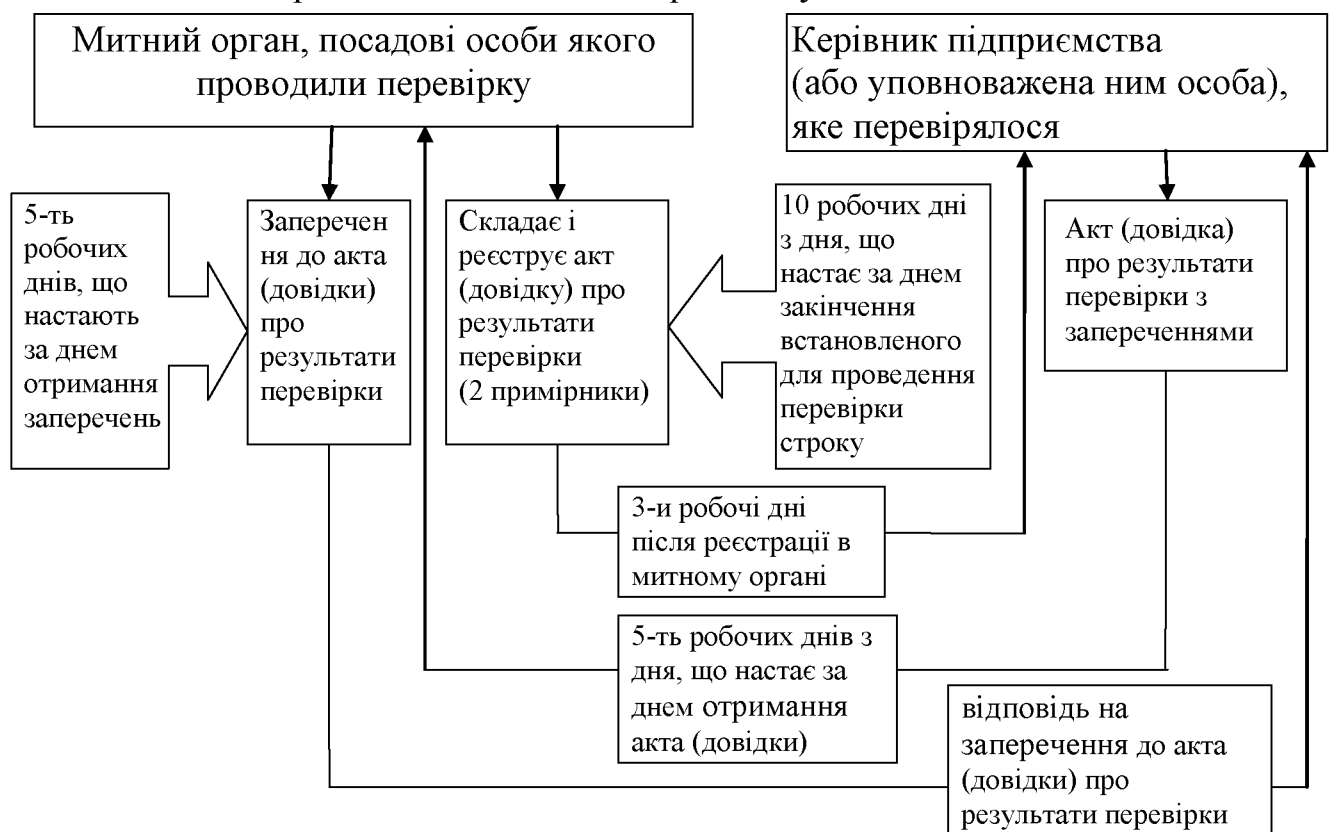 Митний орган, посадові особи якого
проводили перевірку
Керівник підприємства
(або уповноважена ним особа),
яке перевірялося
5-ть
робочих
днів, що
настають
за днем
отримання
заперечень
Заперечен
ня до акта
(довідки)
про
результати
перевірки
Складає і
реєструє акт
(довідку) про
результати
перевірки
(2 примірники)
10 робочих дні
з дня, що
настає за днем
закінчення
встановленого
для проведення
перевірки
строку
Акт (довідка)
про результати
перевірки з
запереченнями
3-и робочі дні
після реєстрації в
митному органі
5-ть робочих днів з
дня, що настає за
днем отримання
акта (довідки)
відповідь на
заперечення до акта
(довідки) про
результати перевірки